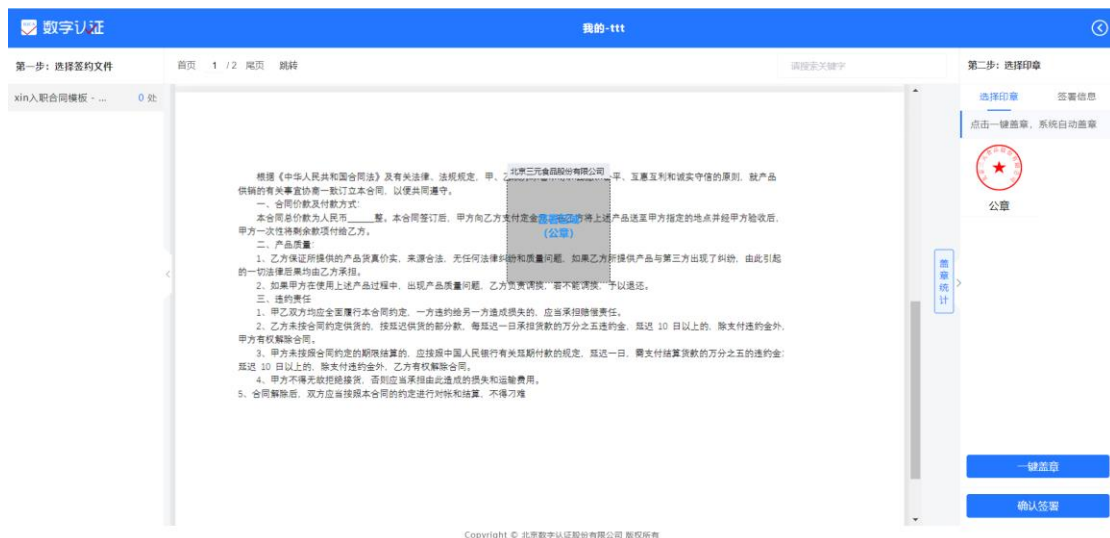 数字认证
我的-ttt
第一步：选择签约文件
首页 1 / 2 尾页 跳转
请搜索关键字
第二步：选择印章
xin入职合同模板 - ... 0 处
选择印章 签署信息
点击一键盖章，系统自动盖章
公章
北京三元食品股份有限公司
根据《中华人民共和国合同法》及有关法律、法规规定，甲、乙 平、互惠互利和诚实守信的原则，就产品
供销的有关事宜协商一致订立本合同，以便共同遵守。
一、合同价款及付款方式：
本合同总价款为人民币_____整。本合同签订后，甲方向乙方支付定金 方将上述产品送至甲方指定的地点并经甲方验收后，
甲方一次性将剩余款项付给乙方。
(公章)
二、产品质量：
1、乙方保证所提供的产品货真价实，来源合法，无任何法律纠纷和质量问题，如果乙方所提供产品与第三方出现了纠纷，由此引起
的一切法律后果均由乙方承担。
2、如果甲方在使用上述产品过程中，出现产品质量问题，乙方负责调换，若不能调换，予以退还。
三、违约责任
1、甲乙双方均应全面履行本合同约定，一方违约给另一方造成损失的，应当承担赔偿责任。
2、乙方未按合同约定供货的，按延迟供货的部分款，每延迟一日承担货款的万分之五违约金，延迟 10 日以上的，除支付违约金外，
甲方有权解除合同。
3、甲方未按照合同约定的期限结算的，应按照中国人民银行有关延期付款的规定，延迟一日，需支付结算货款的万分之五的违约金；
延迟 10 日以上的，除支付违约金外，乙方有权解除合同。
4、甲方不得无故拒绝接货，否则应当承担由此造成的损失和运输费用。
5、合同解除后，双方应当按照本合同的约定进行对帐和结算，不得刁难
盖章统计
一键盖章
确认签署
Copyright © 北京数字认证股份有限公司 版权所有